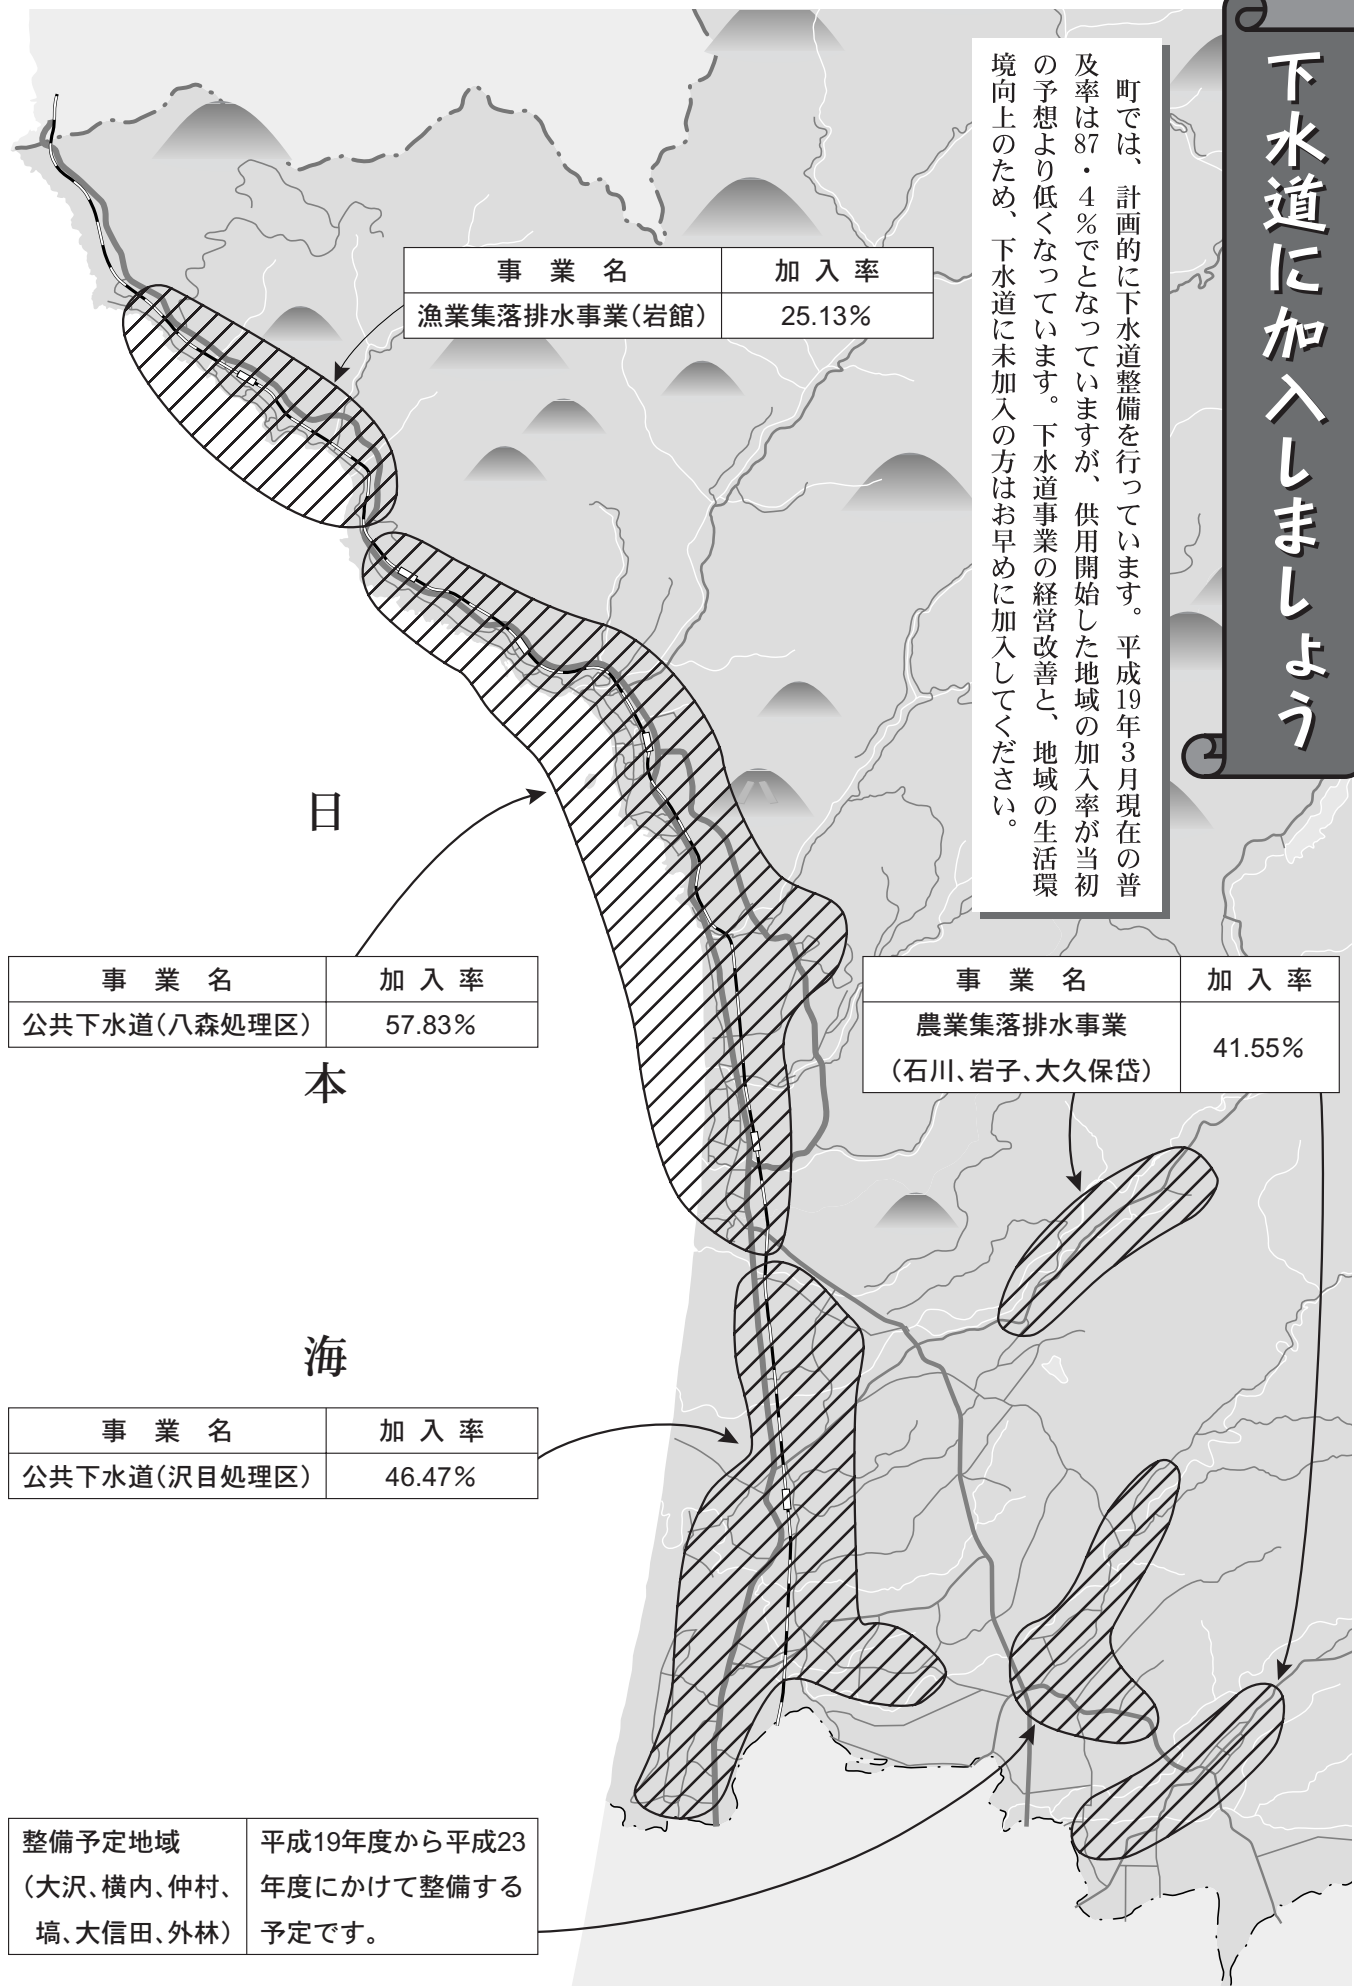 下水道に加入しましょう
町では、計画的に下水道整備を行っています。平成19年3月現在の普
及率は87・4％でとなっていますが、供用開始した地域の加入率が当初
の予想より低くなっています。下水道事業の経営改善と、地域の生活環
境向上のため、下水道に未加入の方はお早めに加入してください。
事業名 加入率
漁業集落排水事業（岩館） 25.13％
日
事業名 加入率
公共下水道（八森処理区） 57.83％
事業名 加入率
農業集落排水事業
（石川、岩子、大久保岱） 41.55％
本
海
事業名 加入率
公共下水道（沢目処理区） 46.47％
整備予定地域
（大沢、横内、仲村、
塙、大信田、外林）
平成19年度から平成23
年度にかけて整備する
予定です。